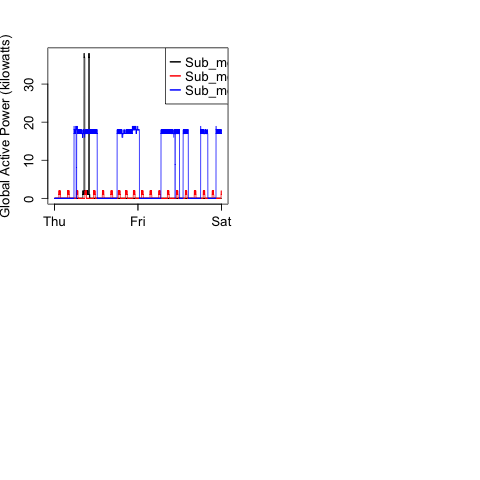 Global Active Power (kilowatts)
30
20
10
0
Thu Fri Sat
Sub_m
Sub_m
Sub_m